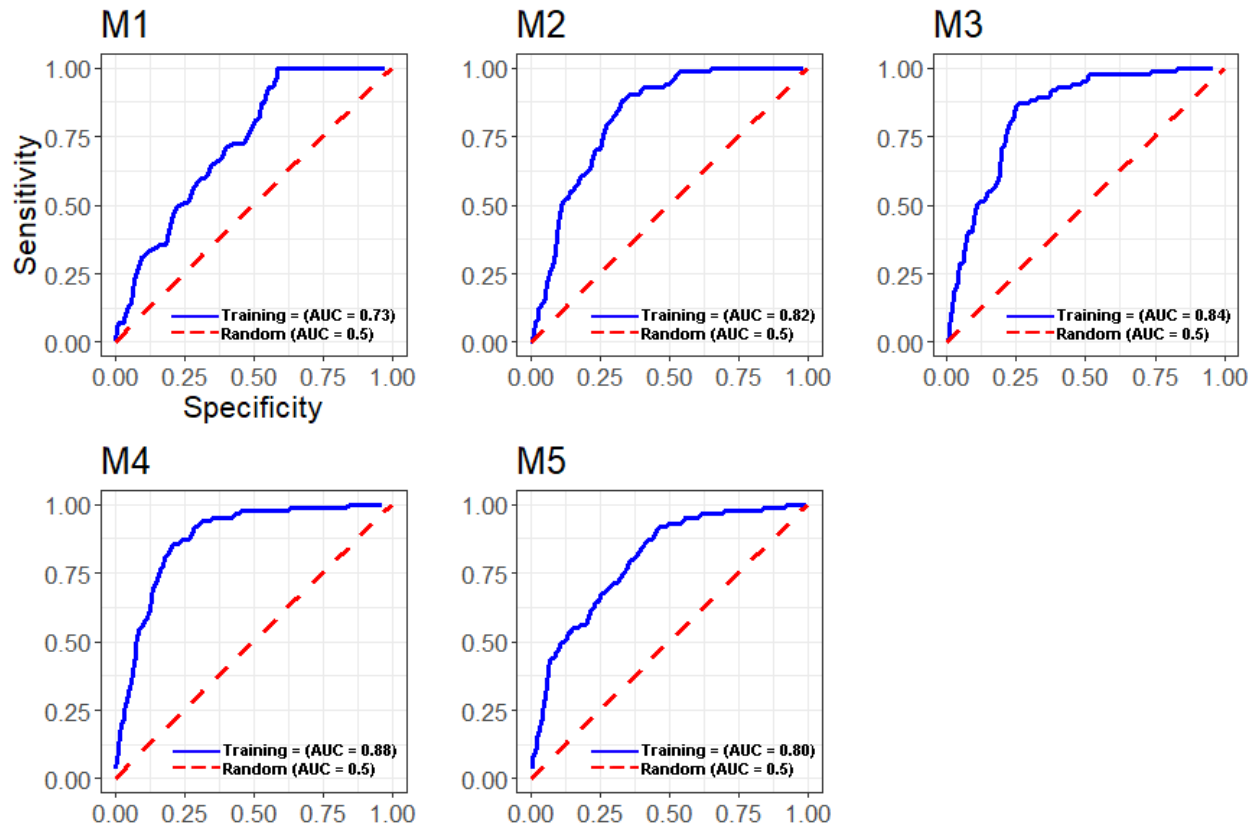 M1
M2
M3
1.00
0.75
0.50
0.25
0.00
Sensitivity
Training = (AUC = 0.73)
Random (AUC = 0.5)
0.00 0.25 0.50 0.75 1.00
Specificity
1.00
0.75
0.50
0.25
0.00
Training = (AUC = 0.82)
Random (AUC = 0.5)
0.00 0.25 0.50 0.75 1.00
1.00
0.75
0.50
0.25
0.00
Training = (AUC = 0.84)
Random (AUC = 0.5)
0.00 0.25 0.50 0.75 1.00
M4
M5
1.00
0.75
0.50
0.25
0.00
Training = (AUC = 0.88)
Random (AUC = 0.5)
0.00 0.25 0.50 0.75 1.00
1.00
0.75
0.50
0.25
0.00
Training = (AUC = 0.80)
Random (AUC = 0.5)
0.00 0.25 0.50 0.75 1.00